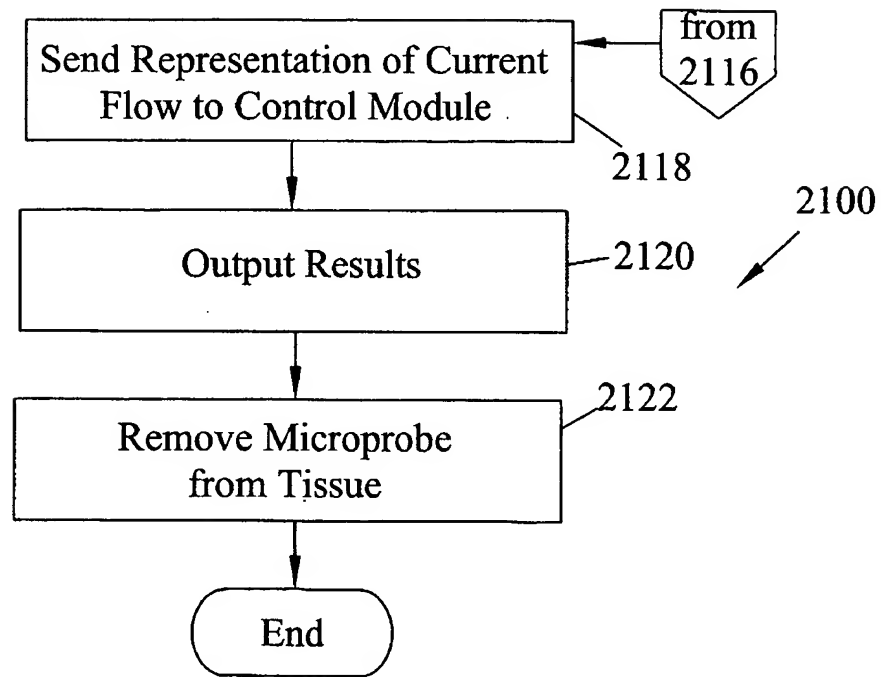 from
2116
Send Representation of Current
Flow to Control Module
2118
2100
Output Results
2120
2122
Remove Microprobe
from Tissue
End